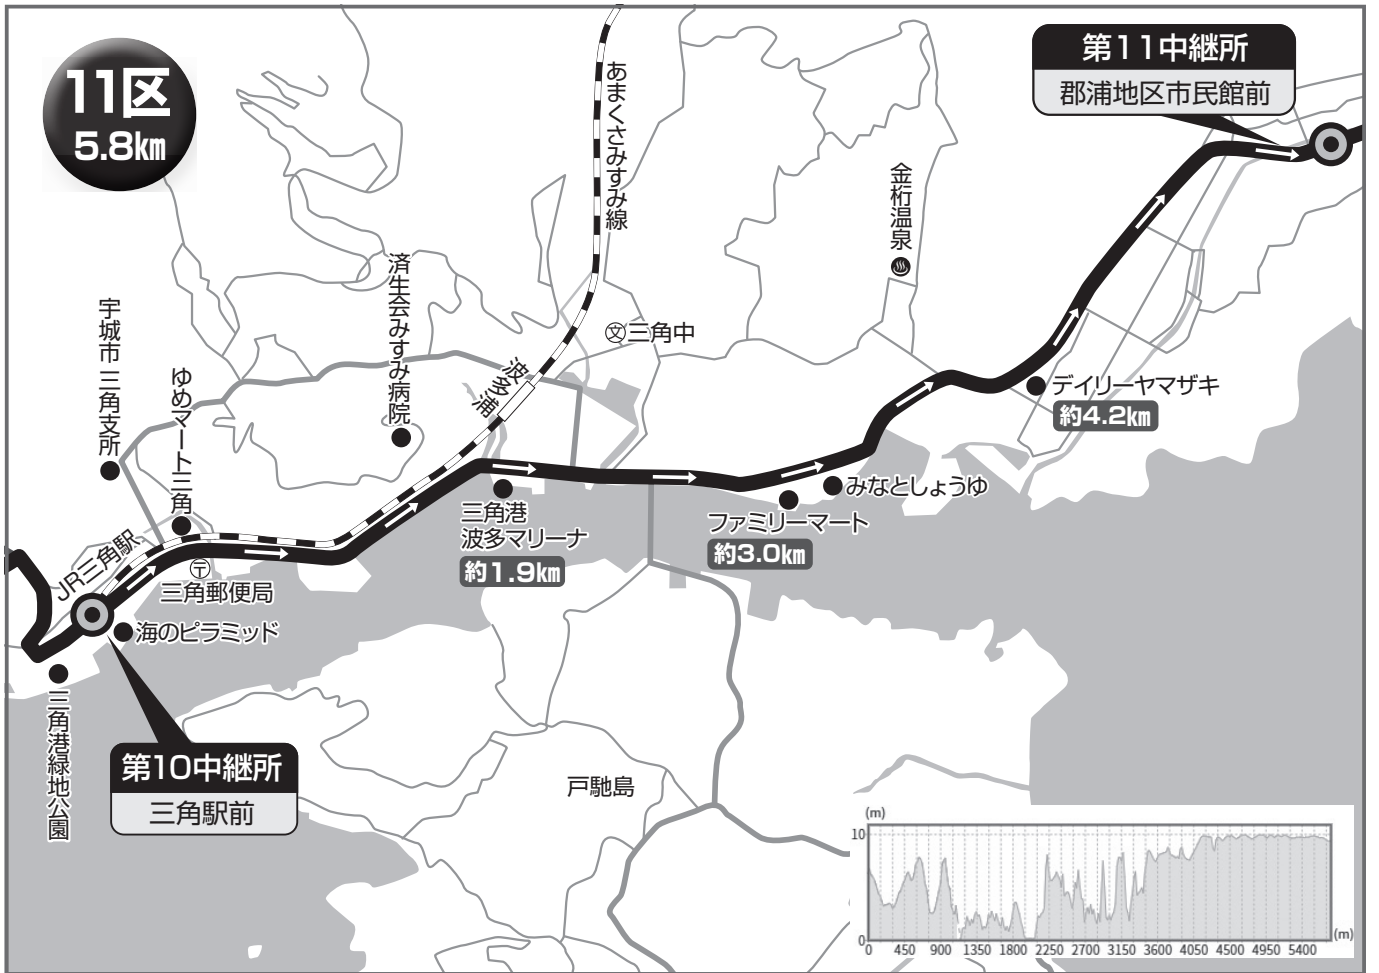 11区
5.8km
第11中継所
郡浦地区市民館前
あまくさみすみ線
金桁温泉
済生会みすみ病院
宇城市三角支所
ゆめマート三角
波多浦
文
三角中
デイリーヤマザキ
約4.2km
みなとしょうゆ
ファミリーマート
約3.0km
三角港
波多マリーナ
約1.9km
JR三角駅
〒
三角郵便局
海のピラミッド
三角港緑地公園
第10中継所
三角駅前
戸馳島
(m)
10
0
0 450 900 1350 1800 2250 2700 3150 3600 4050 4500 4950 5400
(m)